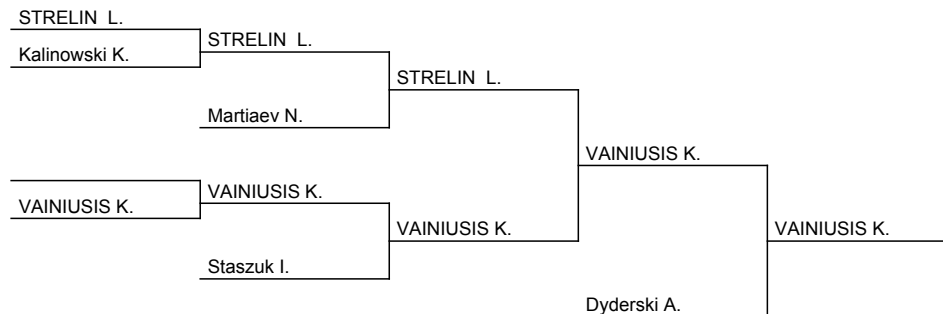 STRELIN  L.
Kalinowski K.
STRELIN  L.
STRELIN  L.
Martiaev N.
VAINIUSIS K.
VAINIUSIS K.
VAINIUSIS K.
VAINIUSIS K.
VAINIUSIS K.
Staszuk I.
Dyderski A.